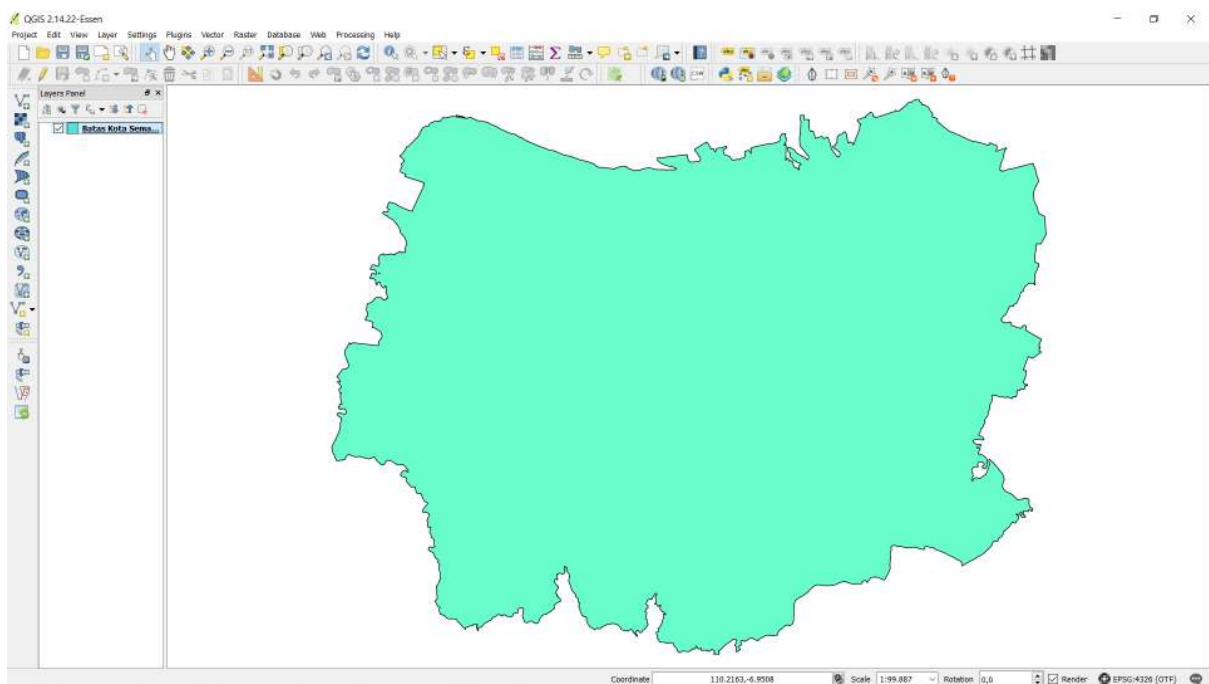 QGIS 2.14.22-Essen
Project Edit View Layer Settings Plugins Vector Raster Database Web Processing Help
Layers Panel
Batas Kota Sema...
Coordinate 110.2163,-6.9508 Scale 1:99.887 Rotation 0,0 Render EPSG:4326 (OTF)